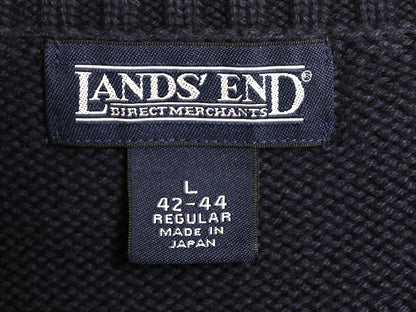 LANDS' END®
DIRECT MERCHANTS
L
42-44
REGULAR
MADE IN
JAPAN